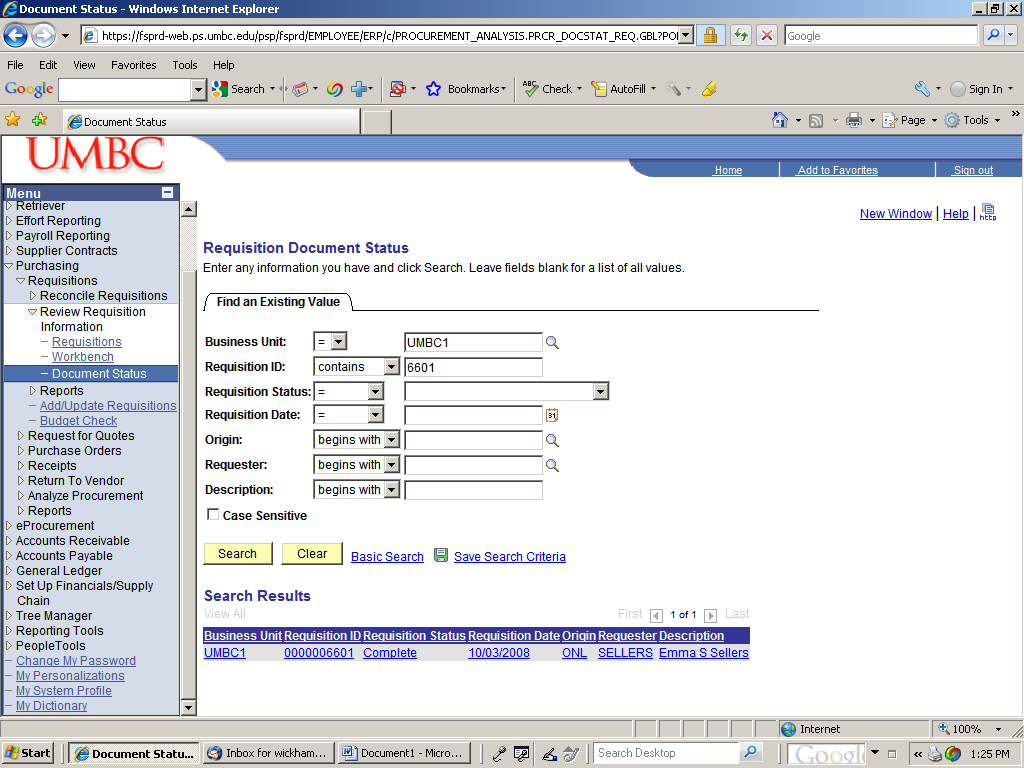 Document Status - Windows Internet Explorer
https://fsprd-web.ps.umbc.edu/psp/fsprd/EMPLOYEE/ERP/c/PROCUREMENT_ANALYSIS.PRCR_DOCSTAT_REQ.GBL?POI
Google
File Edit View Favorites Tools Help
Google Search Bookmarks ABC Check AutoFill Sign In
Document Status Page Tools »
UMBC
Home Add to Favorites Sign out
Menu
Retriever
Effort Reporting
Payroll Reporting
Supplier Contracts
Purchasing
Requisitions
Reconcile Requisitions
Review Requisition
Information
Requisitions
Workbench
Document Status
Reports
Add/Update Requisitions
Budget Check
Request for Quotes
Purchase Orders
Receipts
Return To Vendor
Analyze Procurement
Reports
eProcurement
Accounts Receivable
Accounts Payable
General Ledger
Set Up Financials/Supply
Chain
Tree Manager
Reporting Tools
PeopleTools
Change My Password
My Personalizations
My System Profile
My Dictionary
New Window | Help | http
Requisition Document Status
Enter any information you have and click Search. Leave fields blank for a list of all values.
Find an Existing Value
Business Unit: = UMBC1
Requisition ID: contains 6601
Requisition Status: =
Requisition Date: = 31
Origin: begins with
Requester: begins with
Description: begins with
Case Sensitive
Search Clear Basic Search Save Search Criteria
Search Results
View All First 1 of 1 Last
Business Unit Requisition ID Requisition Status Requisition Date Origin Requester Description
UMBC1 0000006601 Complete 10/03/2008 ONL SELLERS Emma S Sellers
Internet 100%
Start Document Statu... Inbox for wickham... Document1 - Micro... Search Desktop Google « 1:25 PM